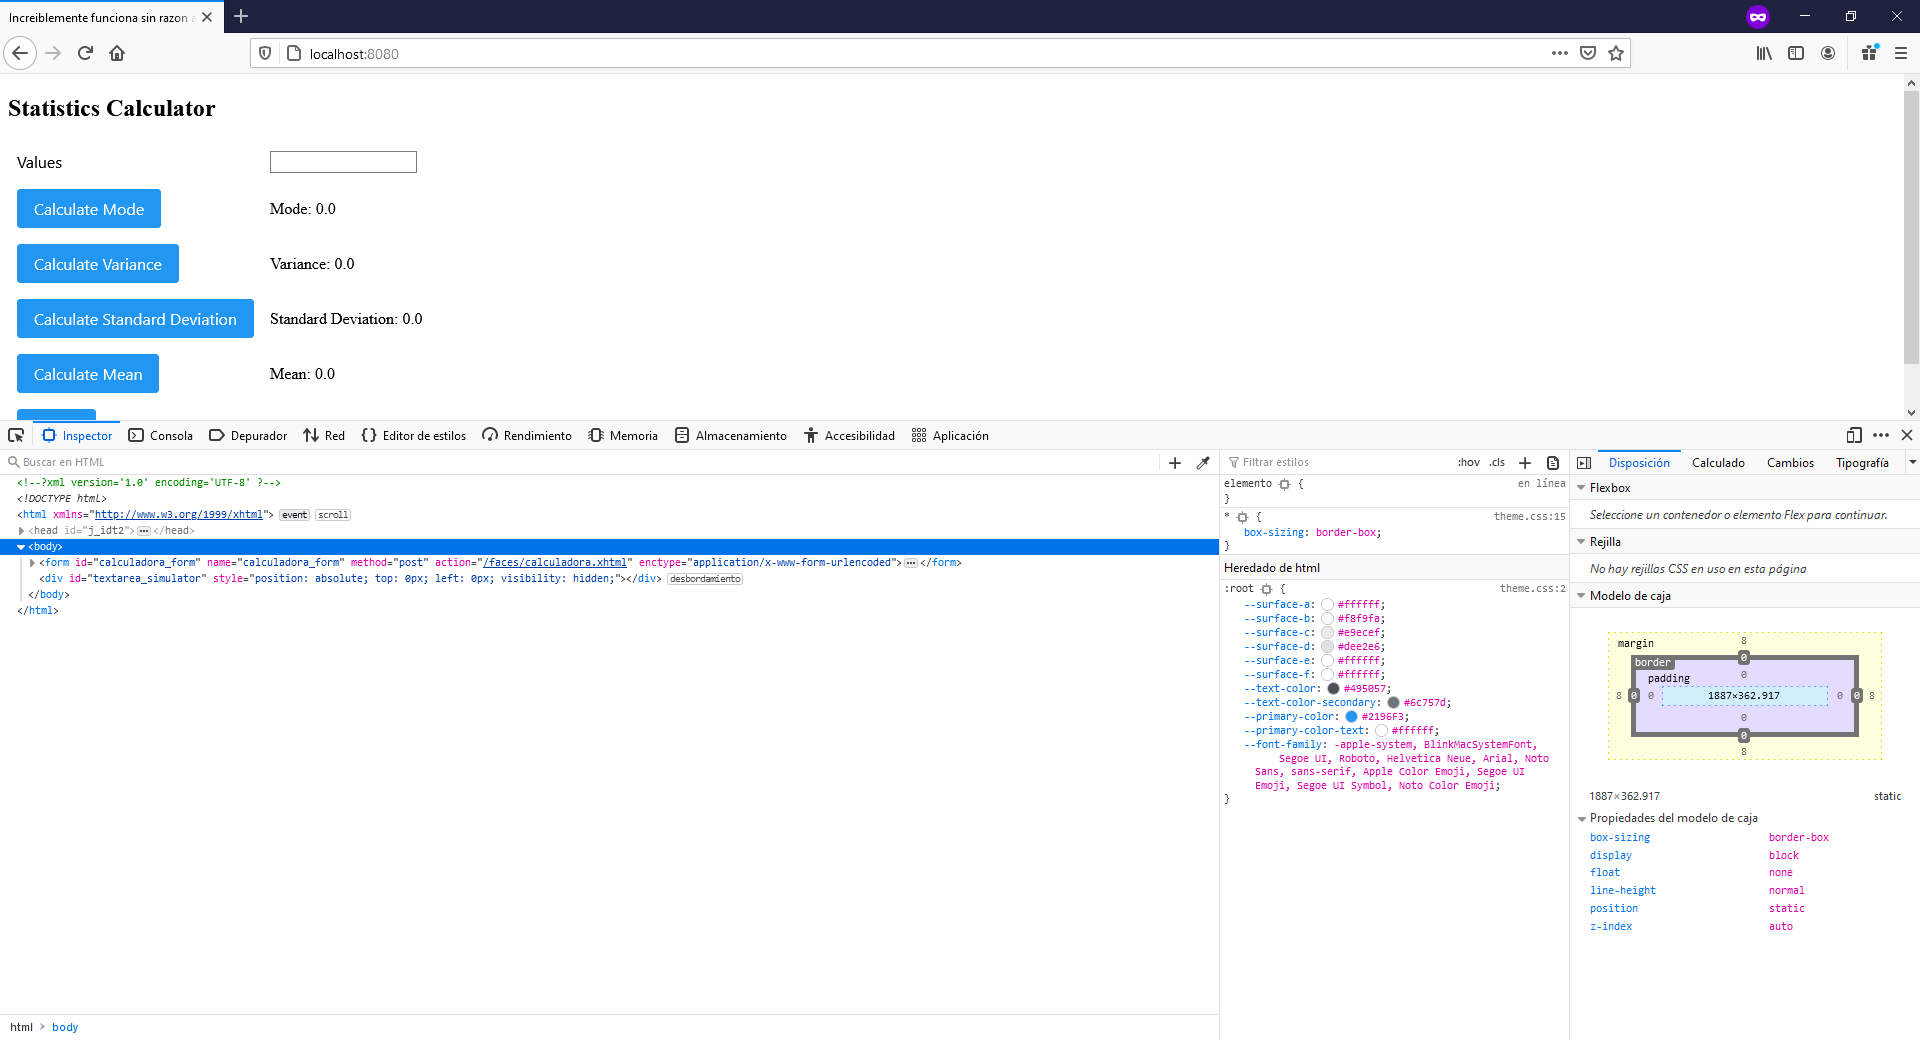 Increiblemente funciona sin razon a
localhost:8080
Statistics Calculator
Values
Calculate Mode
Mode: 0.0
Calculate Variance
Variance: 0.0
Calculate Standard Deviation
Standard Deviation: 0.0
Calculate Mean
Mean: 0.0
Inspector Consola Depurador Red Editor de estilos Rendimiento Memoria Almacenamiento Accesibilidad Aplicación
Buscar en HTML
<!--?xml version='1.0' encoding='UTF-8' ?-->
<!DOCTYPE html>
<html xmlns="http://www.w3.org/1999/xhtml"> event scroll
<head id="j_idt2"> </head>
<body>
<form id="calculadora_form" name="calculadora_form" method="post" action="/faces/calculadora.xhtml" enctype="application/x-www-form-urlencoded"> </form>
<div id="textarea_simulator" style="position: absolute; top: 0px; left: 0px; visibility: hidden;"></div> desbordamiento
</body>
</html>
html > body
Filtrar estilos :hov .cls
elemento { en línea
}
* { theme.css:15
box-sizing: border-box;
}
Heredado de html
:root { theme.css:2
--surface-a: #ffffff;
--surface-b: #f8f9fa;
--surface-c: #e9ecef;
--surface-d: #dee2e6;
--surface-e: #ffffff;
--surface-f: #ffffff;
--text-color: #495057;
--text-color-secondary: #6c757d;
--primary-color: #2196F3;
--primary-color-text: #ffffff;
--font-family: -apple-system, BlinkMacSystemFont,
Segoe UI, Roboto, Helvetica Neue, Arial, Noto
Sans, sans-serif, Apple Color Emoji, Segoe UI
Emoji, Segoe UI Symbol, Noto Color Emoji;
}
Disposición Calculado Cambios Tipografía
Flexbox
Seleccione un contenedor o elemento Flex para continuar.
Rejilla
No hay rejillas CSS en uso en esta página
Modelo de caja
margin 8
border 0
padding 0
8 0 0 1887×362.917 0 0 8
0
0
8
1887×362.917 static
Propiedades del modelo de caja
box-sizing border-box
display block
float none
line-height normal
position static
z-index auto